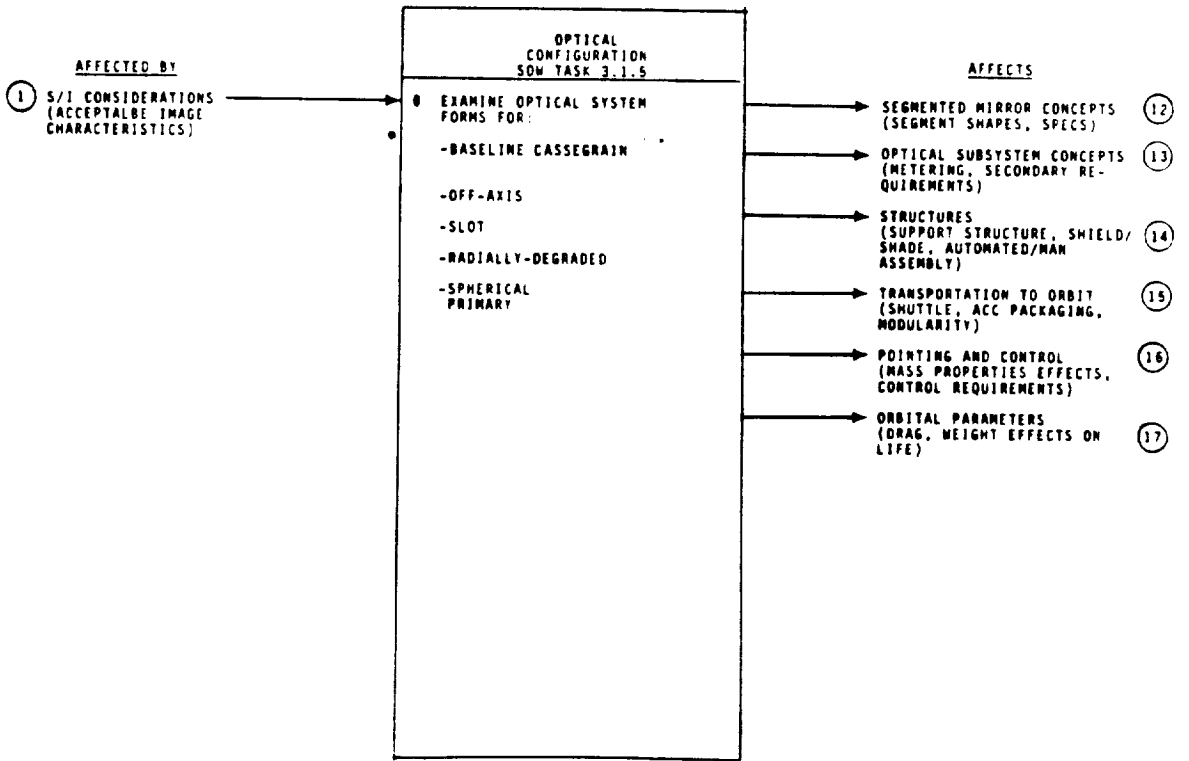 AFFECTED BY
1 S/I CONSIDERATIONS
(ACCEPTALBE IMAGE
CHARACTERISTICS)
OPTICAL
CONFIGURATION
SOW TASK 3.1.5
EXAMINE OPTICAL SYSTEM
FORMS FOR:
-BASELINE CASSEGRAIN
-OFF-AXIS
-SLOT
-RADIALLY-DEGRADED
-SPHERICAL
PRIMARY
AFFECTS
SEGMENTED MIRROR CONCEPTS 12
(SEGMENT SHAPES, SPECS)
OPTICAL SUBSYSTEM CONCEPTS 13
(METERING, SECONDARY RE-
QUIREMENTS)
STRUCTURES
(SUPPORT STRUCTURE, SHIELD/ 14
SHADE, AUTOMATED/MAN
ASSEMBLY)
TRANSPORTATION TO ORBIT 15
(SHUTTLE, ACC PACKAGING,
MODULARITY)
POINTING AND CONTROL 16
(MASS PROPERTIES EFFECTS,
CONTROL REQUIREMENTS)
ORBITAL PARAMETERS
(DRAG, WEIGHT EFFECTS ON 17
LIFE)